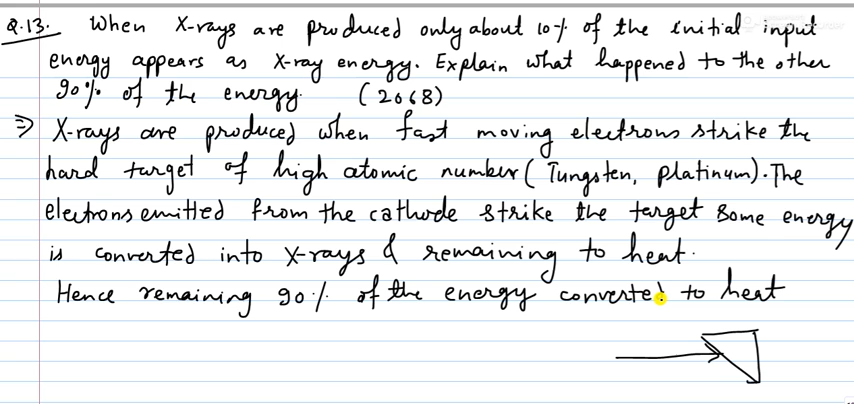 Q.13. When X-rays are produced only about 10% of the initial input
energy appears as X-ray energy. Explain what happened to the other
90% of the energy. (2068)
⇒ X-rays are produced when fast moving electrons strike the
hard target of high atomic number (Tungsten, platinum). The
electrons emitted from the cathode strike the target some energy
is converted into X-rays & remaining to heat.
Hence remaining 90% of the energy converted to heat